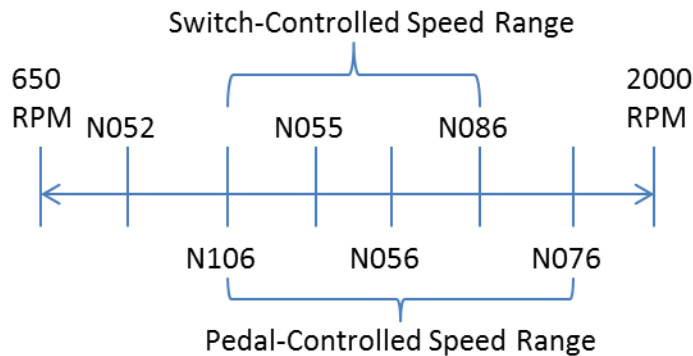 Switch-Controlled Speed Range
650
RPM
2000
RPM
N052
N055
N086
N106
N056
N076
Pedal-Controlled Speed Range